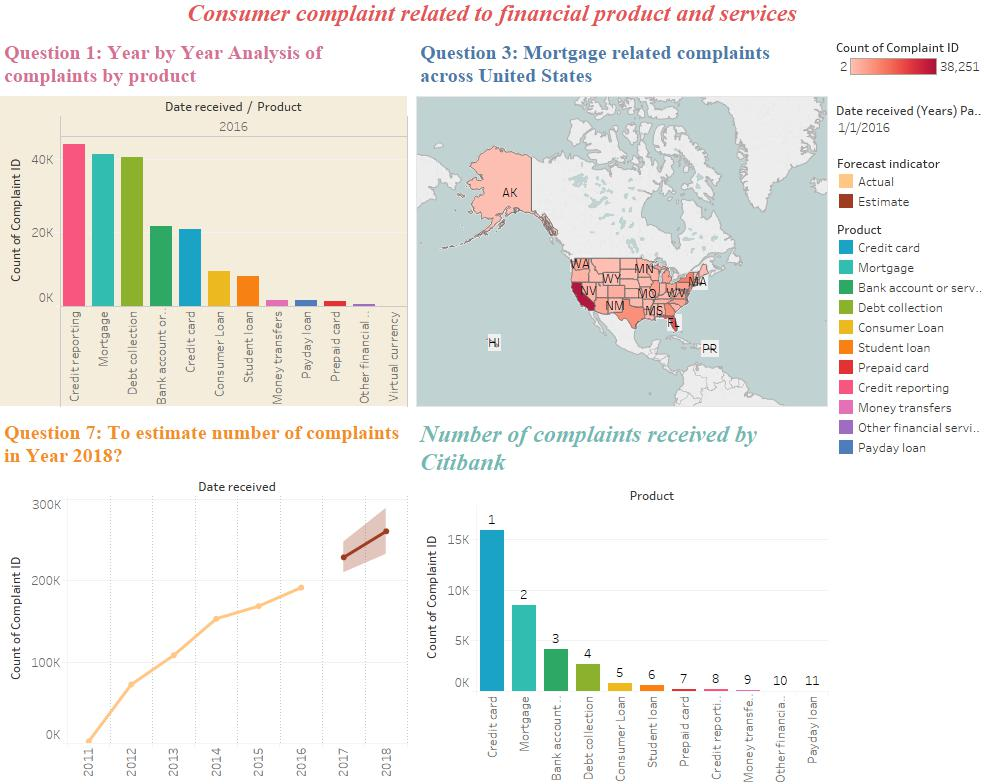 Consumer complaint related to financial product and services
Question 1: Year by Year Analysis of
complaints by product
Date received / Product
2016
Count of Complaint ID
40K
20K
0K
Credit reporting
Mortgage
Debt collection
Bank account or..
Credit card
Consumer Loan
Student loan
Money transfers
Payday loan
Prepaid card
Other financial ..
Virtual currency
Question 3: Mortgage related complaints
across United States
AK
WA
MN
WY
MA
NV
MO
WV
NM
MS
FL
HI
PR
Count of Complaint ID
2
38,251
Date received (Years) Pa..
1/1/2016
Forecast indicator
Actual
Estimate
Product
Credit card
Mortgage
Bank account or serv..
Debt collection
Consumer Loan
Student loan
Prepaid card
Credit reporting
Money transfers
Other financial servi..
Payday loan
Question 7: To estimate number of complaints
in Year 2018?
Date received
Count of Complaint ID
300K
200K
100K
0K
2011
2012
2013
2014
2015
2016
2017
2018
Number of complaints received by
Citibank
Product
Count of Complaint ID
15K
10K
5K
0K
1
2
3
4
5
6
7
8
9
10
11
Credit card
Mortgage
Bank account ..
Debt collection
Consumer Loan
Student loan
Prepaid card
Credit reporti..
Money transfe..
Other financia..
Payday loan